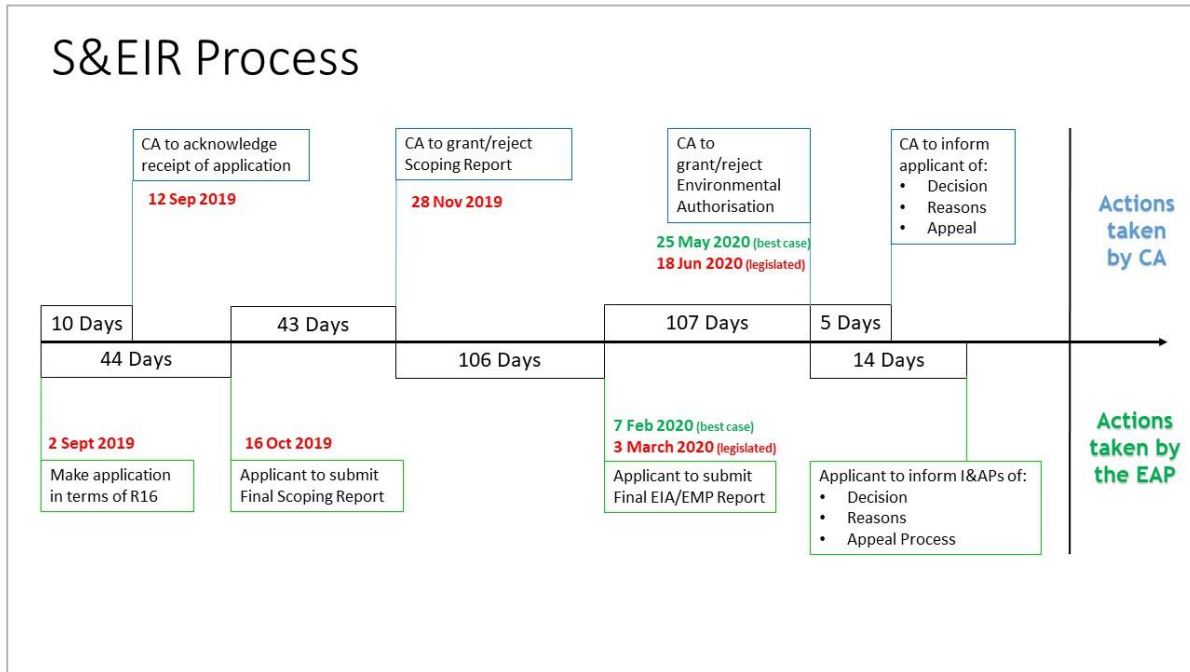 S&EIR Process
CA to acknowledge
receipt of application
12 Sep 2019
CA to grant/reject
Scoping Report
28 Nov 2019
CA to
grant/reject
Environmental
Authorisation
25 May 2020 (best case)
18 Jun 2020 (legislated)
CA to inform
applicant of:
• Decision
• Reasons
• Appeal
Actions
taken
by CA
10 Days
43 Days
107 Days
5 Days
44 Days
106 Days
14 Days
2 Sept 2019
Make application
in terms of R16
16 Oct 2019
Applicant to submit
Final Scoping Report
7 Feb 2020 (best case)
3 March 2020 (legislated)
Applicant to submit
Final EIA/EMP Report
Applicant to inform I&APs of:
• Decision
• Reasons
• Appeal Process
Actions
taken by
the EAP